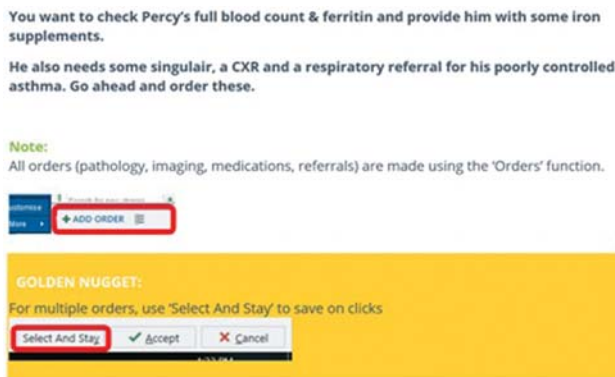 You want to check Percy's full blood count & ferritin and provide him with some iron
supplements.
He also needs some singulair, a CXR and a respiratory referral for his poorly controlled
asthma. Go ahead and order these.
Note:
All orders (pathology, imaging, medications, referrals) are made using the 'Orders' function.
More
+ ADD ORDER
GOLDEN NUGGET:
For multiple orders, use 'Select And Stay' to save on clicks
Select And Stay Accept Cancel